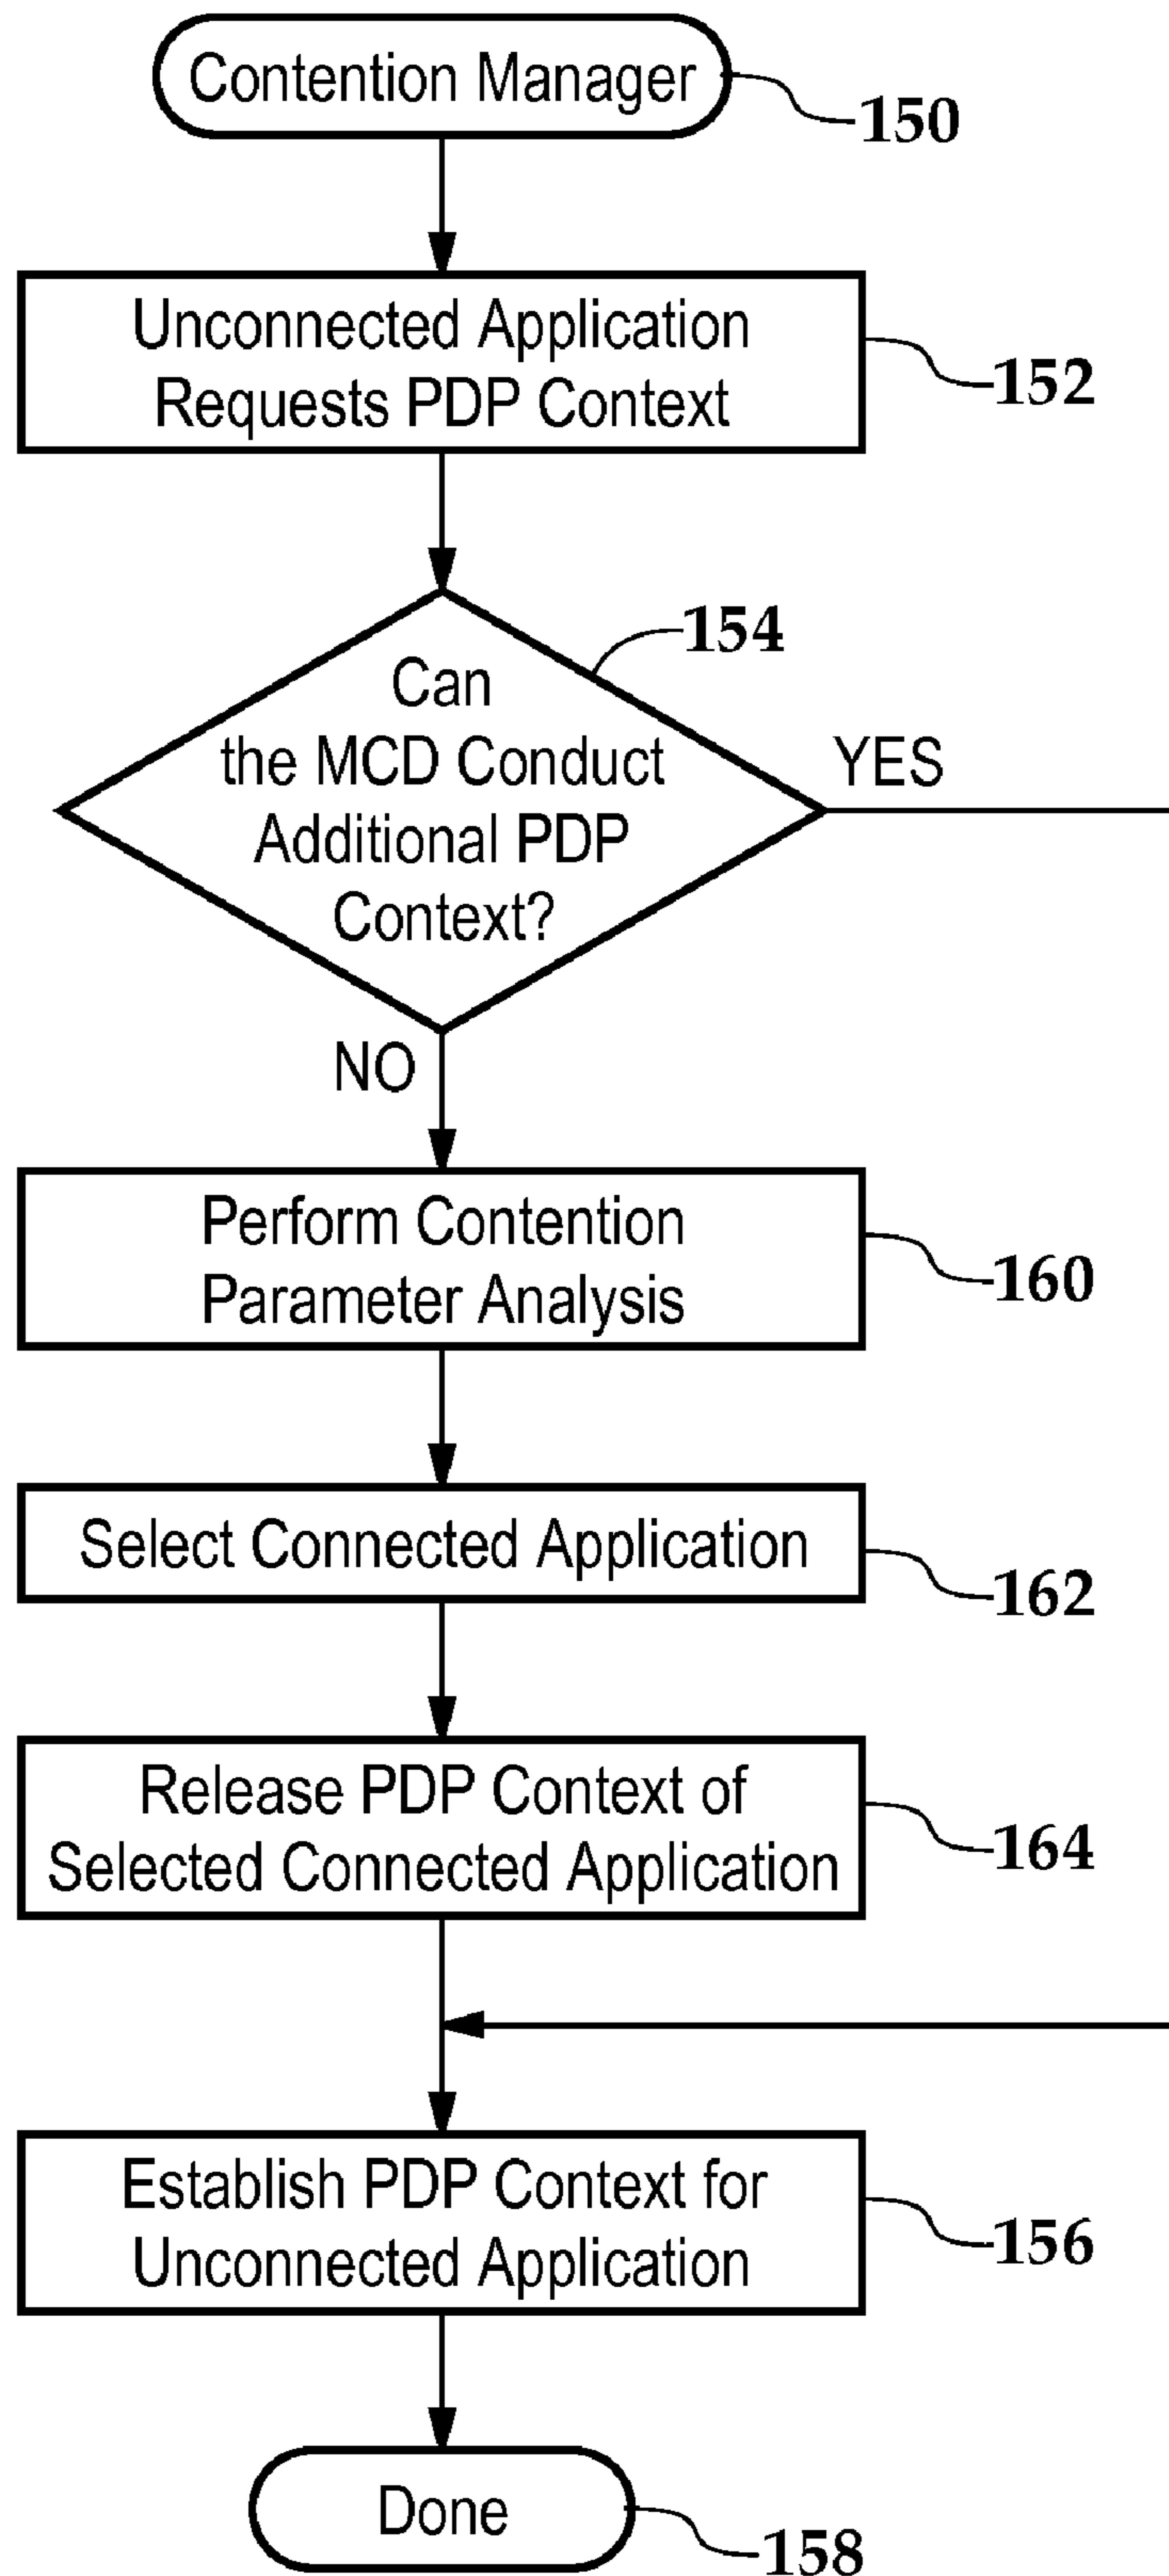 Contention Manager
150
Unconnected Application
Requests PDP Context
152
154
Can
the MCD Conduct
Additional PDP
Context?
YES
NO
Perform Contention
Parameter Analysis
160
Select Connected Application
162
Release PDP Context of
Selected Connected Application
164
Establish PDP Context for
Unconnected Application
156
Done
158